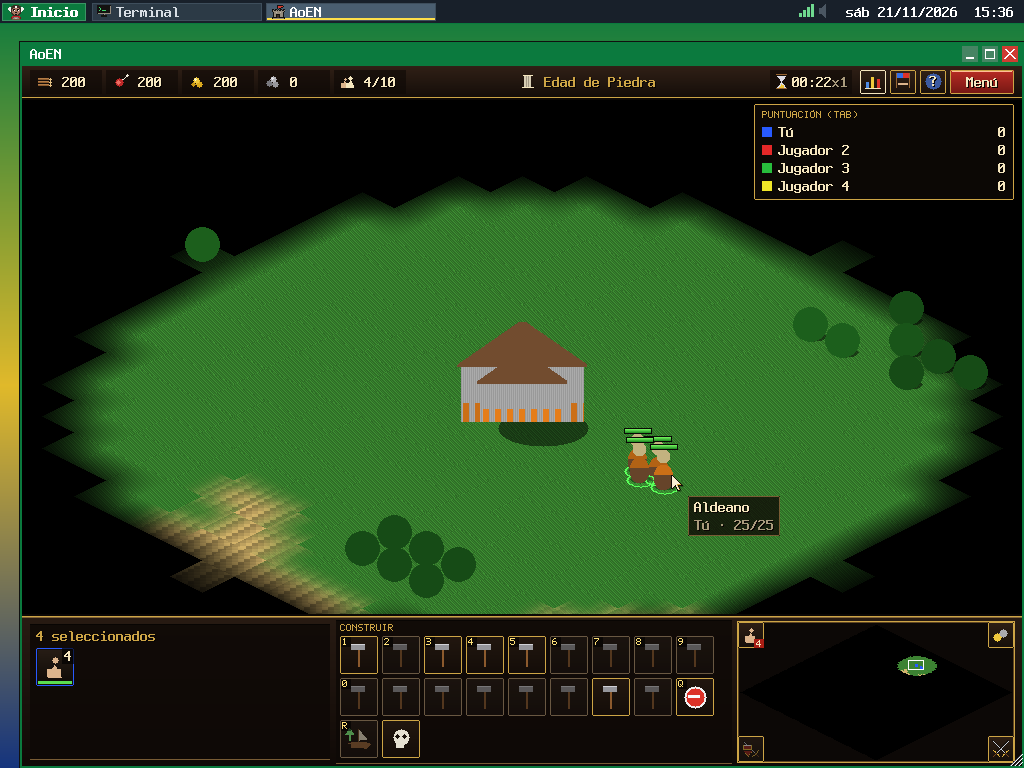 Inicio
Terminal
AoEN
sáb 21/11/2026 15:36
AoEN
200
200
200
0
4/10
Edad de Piedra
00:22x1
?
Menú
PUNTUACIÓN (TAB)
Tú 0
Jugador 2 0
Jugador 3 0
Jugador 4 0
Aldeano
Tú · 25/25
4 seleccionados
4
CONSTRUIR
1 2 3 4 5 6 7 8 9
0 Q
R
4